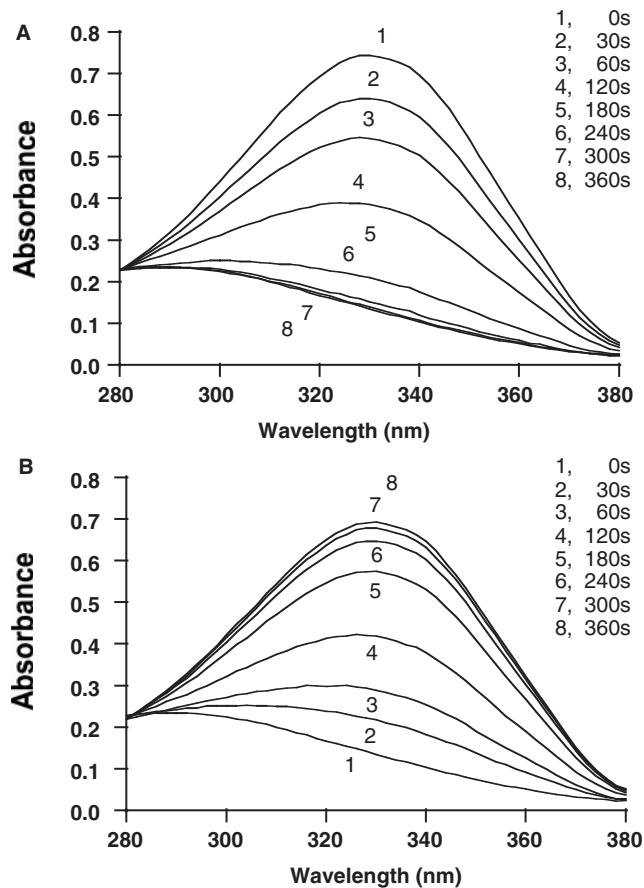 A
0.8
0.7
0.6
0.5
0.4
0.3
0.2
0.1
0.0
Absorbance
1
2
3
4
5
6
7
8
1, 0s
2, 30s
3, 60s
4, 120s
5, 180s
6, 240s
7, 300s
8, 360s
280 300 320 340 360 380
Wavelength (nm)
B
0.8
0.7
0.6
0.5
0.4
0.3
0.2
0.1
0.0
Absorbance
8
7
6
5
4
3
2
1
1, 0s
2, 30s
3, 60s
4, 120s
5, 180s
6, 240s
7, 300s
8, 360s
280 300 320 340 360 380
Wavelength (nm)